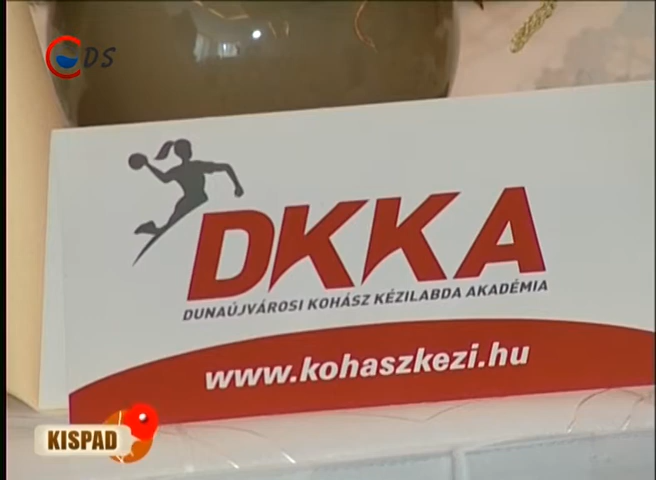 DS
DKKA
DUNAÚJVÁROSI KOHÁSZ KÉZILABDA AKADÉMIA
www.kohaszkezi.hu
KISPAD